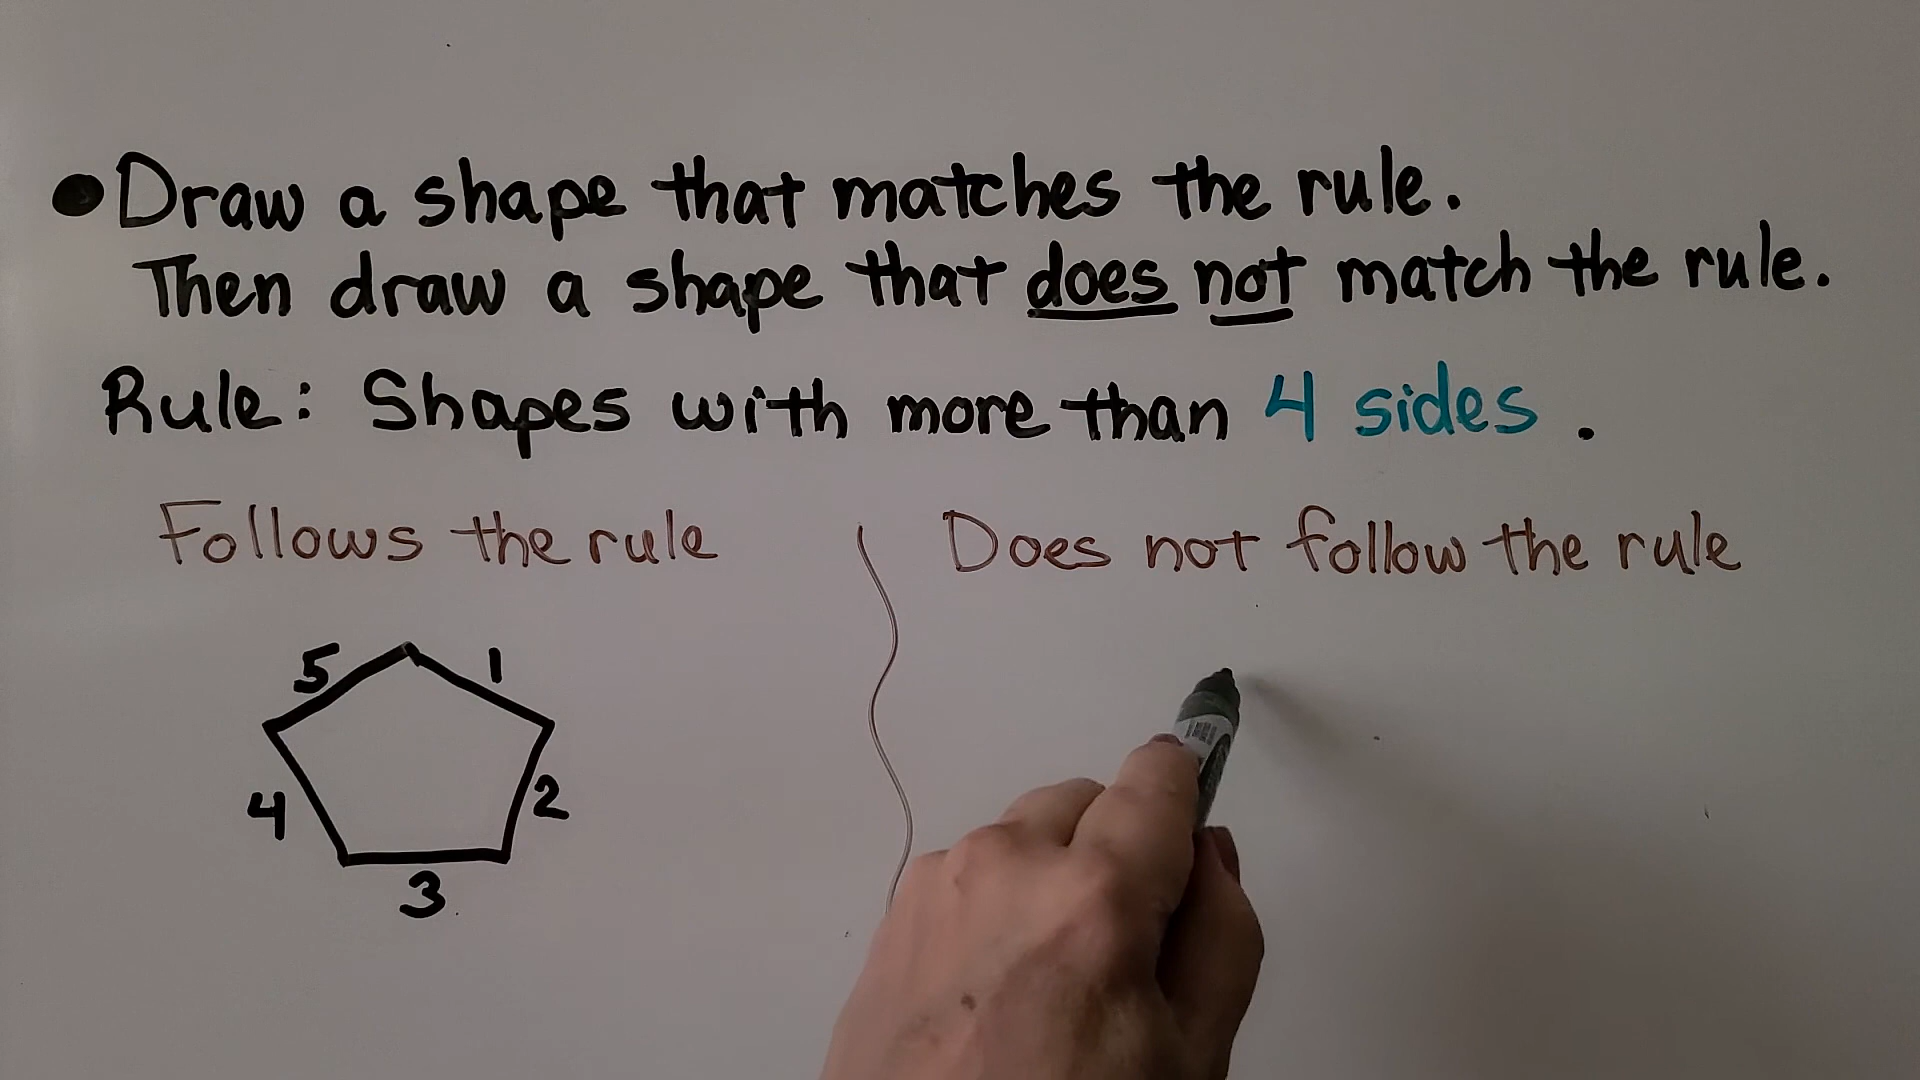 Draw a shape that matches the rule.
Then draw a shape that does not match the rule.
Rule: Shapes with more than 4 sides.
Follows the rule
Does not follow the rule
5 1
4 2
3